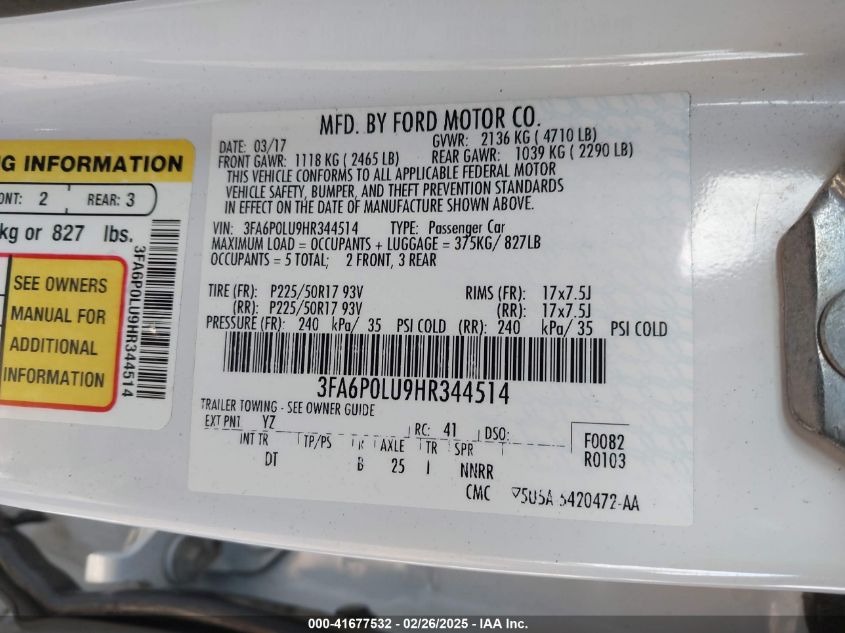 NG INFORMATION
ONT: 2 REAR: 3
kg or 827 lbs.
SEE OWNERS
MANUAL FOR
ADDITIONAL
INFORMATION
3FA6P0LU9HR344514
MFD. BY FORD MOTOR CO.
DATE: 03/17 GVWR: 2136 KG ( 4710 LB)
FRONT GAWR: 1118 KG ( 2465 LB) REAR GAWR: 1039 KG ( 2290 LB)
THIS VEHICLE CONFORMS TO ALL APPLICABLE FEDERAL MOTOR
VEHICLE SAFETY, BUMPER, AND THEFT PREVENTION STANDARDS
IN EFFECT ON THE DATE OF MANUFACTURE SHOWN ABOVE.
VIN: 3FA6P0LU9HR344514 TYPE: Passenger Car
MAXIMUM LOAD = OCCUPANTS + LUGGAGE = 375KG/ 827LB
OCCUPANTS = 5 TOTAL; 2 FRONT, 3 REAR
TIRE (FR): P225/50R17 93V RIMS (FR): 17x7.5J
(RR): P225/50R17 93V (RR): 17x7.5J
PRESSURE (FR): 240 kPa/ 35 PSI COLD (RR): 240 kPa/ 35 PSI COLD
3FA6P0LU9HR344514
TRAILER TOWING - SEE OWNER GUIDE
EXT PNT YZ RC: 41 DSO: F0082
INT TR TP/PS AXLE TR SPR R0103
DT B 25 I NNRR
CMC 5420472-AA
000-41677532 - 02/26/2025 - IAA Inc.